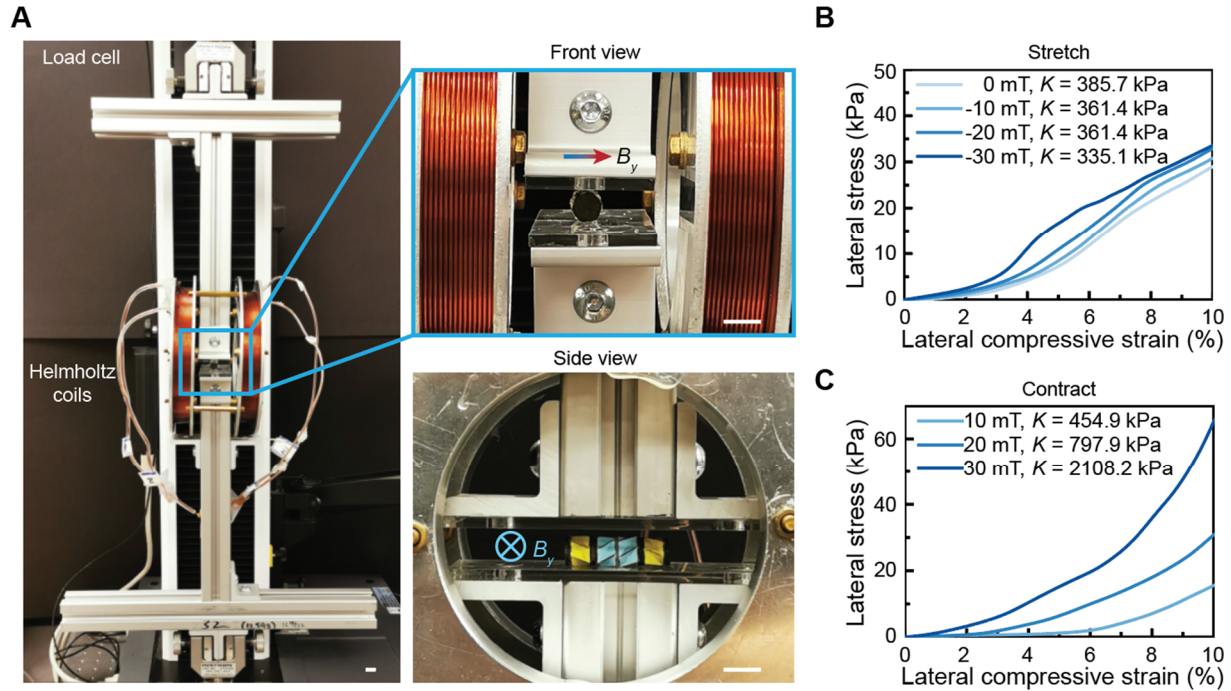 A
Load cell
Helmholtz
coils
Front view
B_y
Side view
B_y
52
B
Stretch
Lateral stress (kPa)
50
40
30
20
10
0
0 mT, K = 385.7 kPa
-10 mT, K = 361.4 kPa
-20 mT, K = 361.4 kPa
-30 mT, K = 335.1 kPa
0 2 4 6 8 10
Lateral compressive strain (%)
C
Contract
Lateral stress (kPa)
60
40
20
0
10 mT, K = 454.9 kPa
20 mT, K = 797.9 kPa
30 mT, K = 2108.2 kPa
0 2 4 6 8 10
Lateral compressive strain (%)